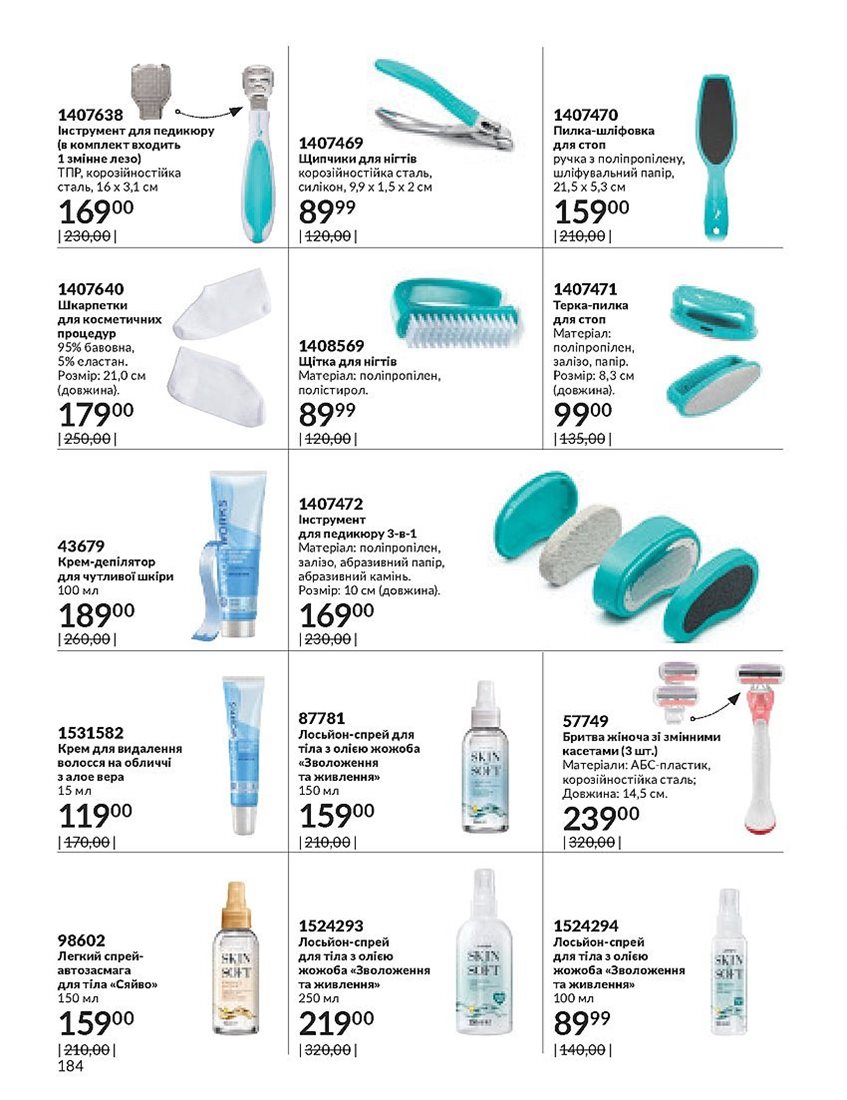 1407638
Інструмент для педикюру
(в комплект входить
1 змінне лезо)
ТПР, корозійностійка
сталь, 16 х 3,1 см
169 00
|230,00|
1407469
Щипчики для нігтів
корозійностійка сталь,
силікон, 9,9 х 1,5 х 2 см
89 99
|120,00|
1407470
Пилка-шліфовка
для стоп
ручка з поліпропілену,
шліфувальний папір,
21,5 х 5,3 см
159 00
|210,00|
1407640
Шкарпетки
для косметичних
процедур
95% бавовна,
5% еластан.
Розмір: 21,0 см
(довжина).
179 00
|250,00|
1408569
Щітка для нігтів
Матеріал: поліпропілен,
полістирол.
89 99
|120,00|
1407471
Терка-пилка
для стоп
Матеріал:
поліпропілен,
залізо, папір.
Розмір: 8,3 см
(довжина).
99 00
|135,00|
43679
Крем-депілятор
для чутливої шкіри
100 мл
189 00
|260,00|
WORKS
1407472
Інструмент
для педикюру 3-в-1
Матеріал: поліпропілен,
залізо, абразивний папір,
абразивний камінь.
Розмір: 10 см (довжина).
169 00
|230,00|
1531582
Крем для видалення
волосся на обличчі
з алое вера
15 мл
119 00
|170,00|
WORKS
87781
Лосьйон-спрей для
тіла з олією жожоба
«Зволоження
та живлення»
150 мл
159 00
|210,00|
SKIN
SOFT
57749
Бритва жіноча зі змінними
касетами (3 шт.)
Матеріали: АБС-пластик,
корозійностійка сталь;
Довжина: 14,5 см.
239 00
|320,00|
98602
Легкий спрей-
автозасмага
для тіла «Сяйво»
150 мл
159 00
|210,00|
SKIN
SOFT
1524293
Лосьйон-спрей
для тіла з олією
жожоба «Зволоження
та живлення»
250 мл
219 00
|320,00|
SKIN
SOFT
1524294
Лосьйон-спрей
для тіла з олією
жожоба «Зволоження
та живлення»
100 мл
89 99
|140,00|
SKIN
SOFT
184